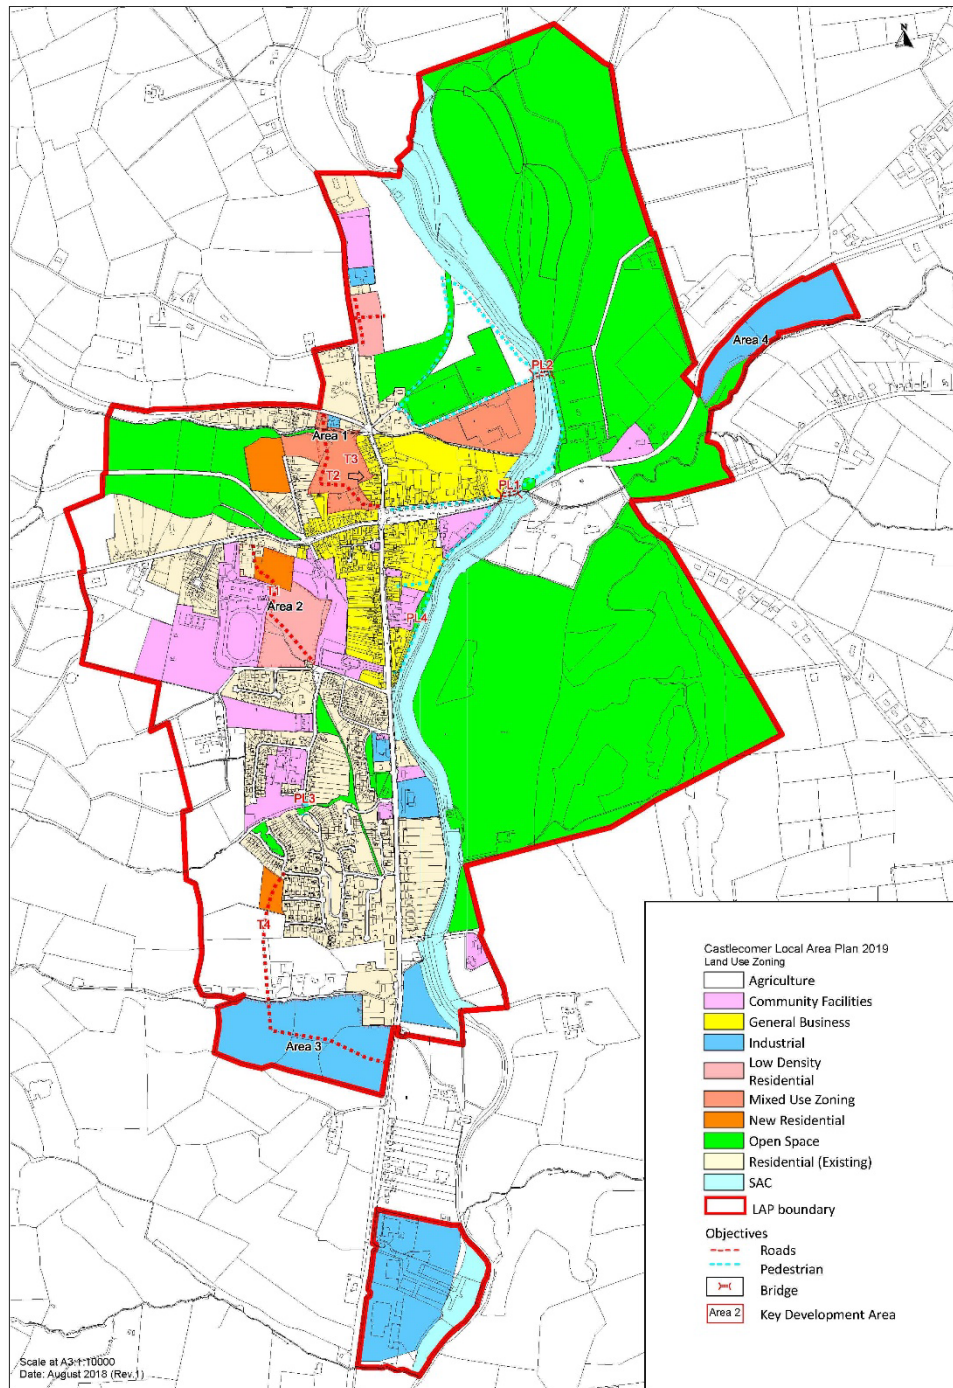 N
Area 4
PL2
Area 1
T3
T2
PL1
T1
Area 2
PL4
PL3
T4
Area 3
Castlecomer Local Area Plan 2019
Land Use Zoning
Agriculture
Community Facilities
General Business
Industrial
Low Density
Residential
Mixed Use Zoning
New Residential
Open Space
Residential (Existing)
SAC
LAP boundary
Objectives
Roads
Pedestrian
Bridge
Area 2 Key Development Area
Scale at A3:1:10000
Date: August 2018 (Rev.1)